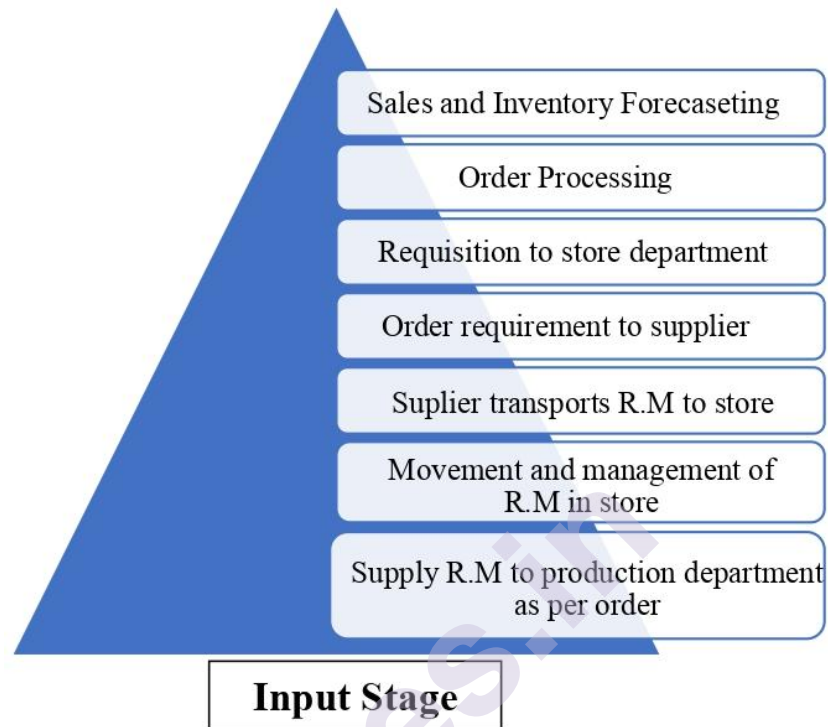 Sales and Inventory Forecaseting
Order Processing
Requisition to store department
Order requirement to supplier
Suplier transports R.M to store
Movement and management of
R.M in store
Supply R.M to production department
as per order
Input Stage